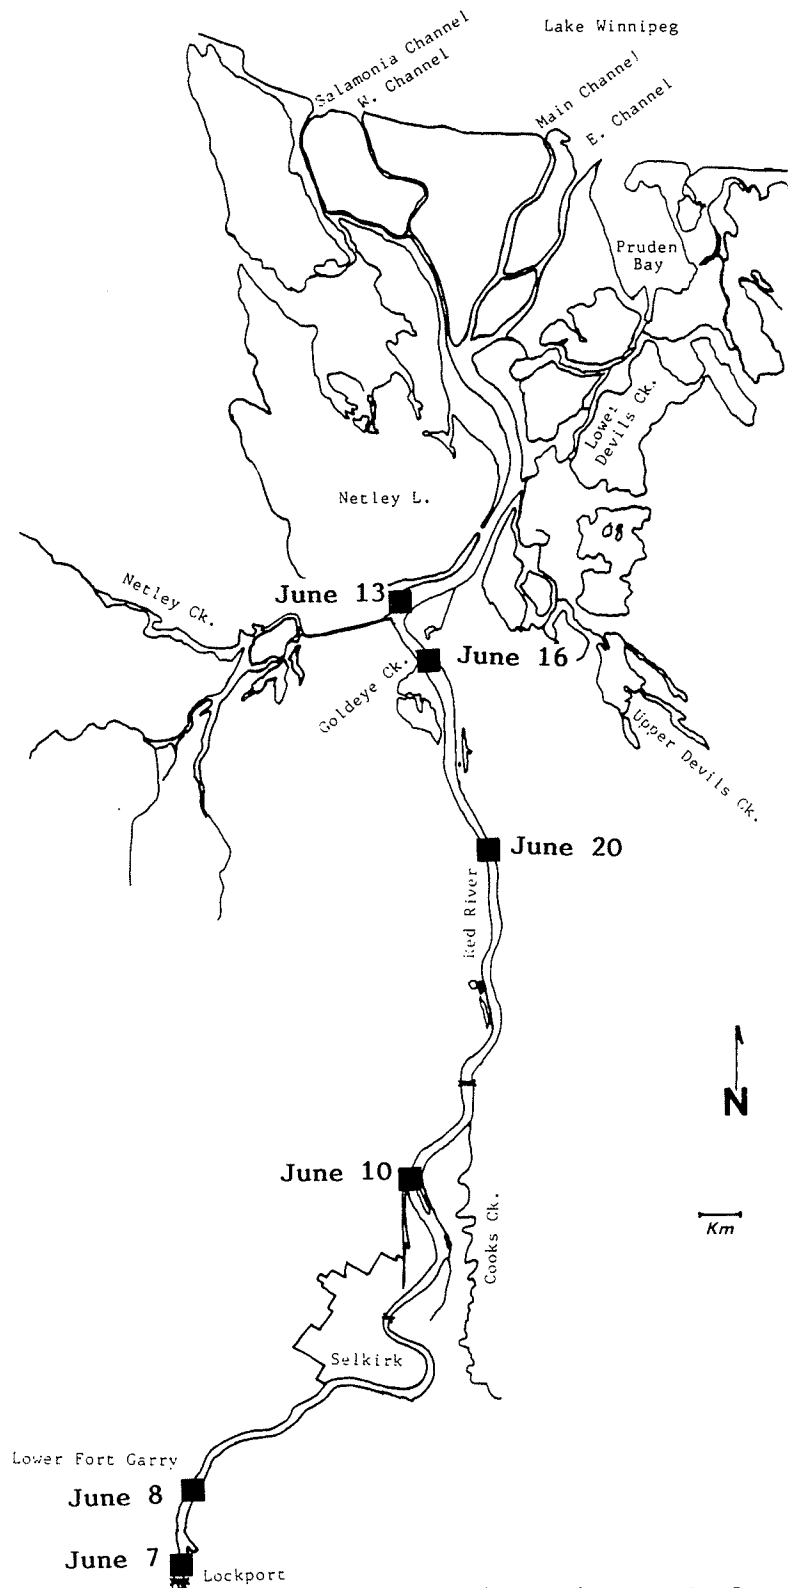 Lake Winnipeg
Salamonia Channel
W. Channel
Main Channel
E. Channel
Pruden
Bay
Lower
Devils Ck.
Netley L.
Netley Ck.
June 13
June 16
Goldeye Ck.
Upper Devils Ck.
June 20
Red River
N
Km
June 10
Cooks Ck.
Selkirk
Lower Fort Garry
June 8
June 7
Lockport